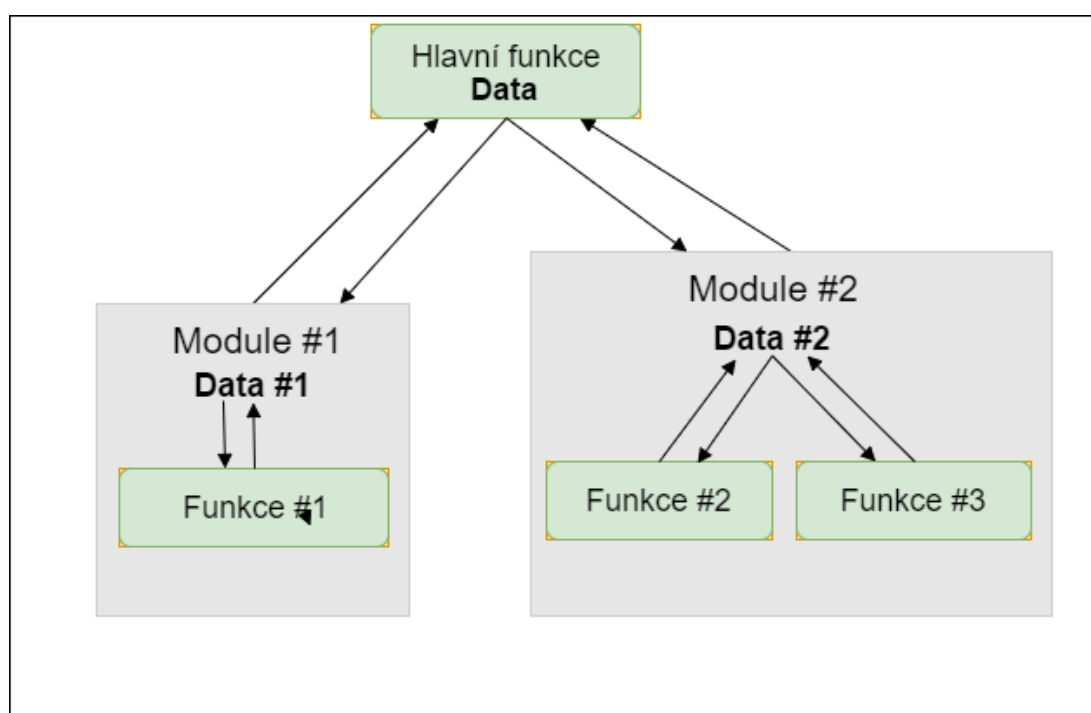 Hlavní funkce
Data
Module #1
Data #1
Funkce #1
Module #2
Data #2
Funkce #2
Funkce #3